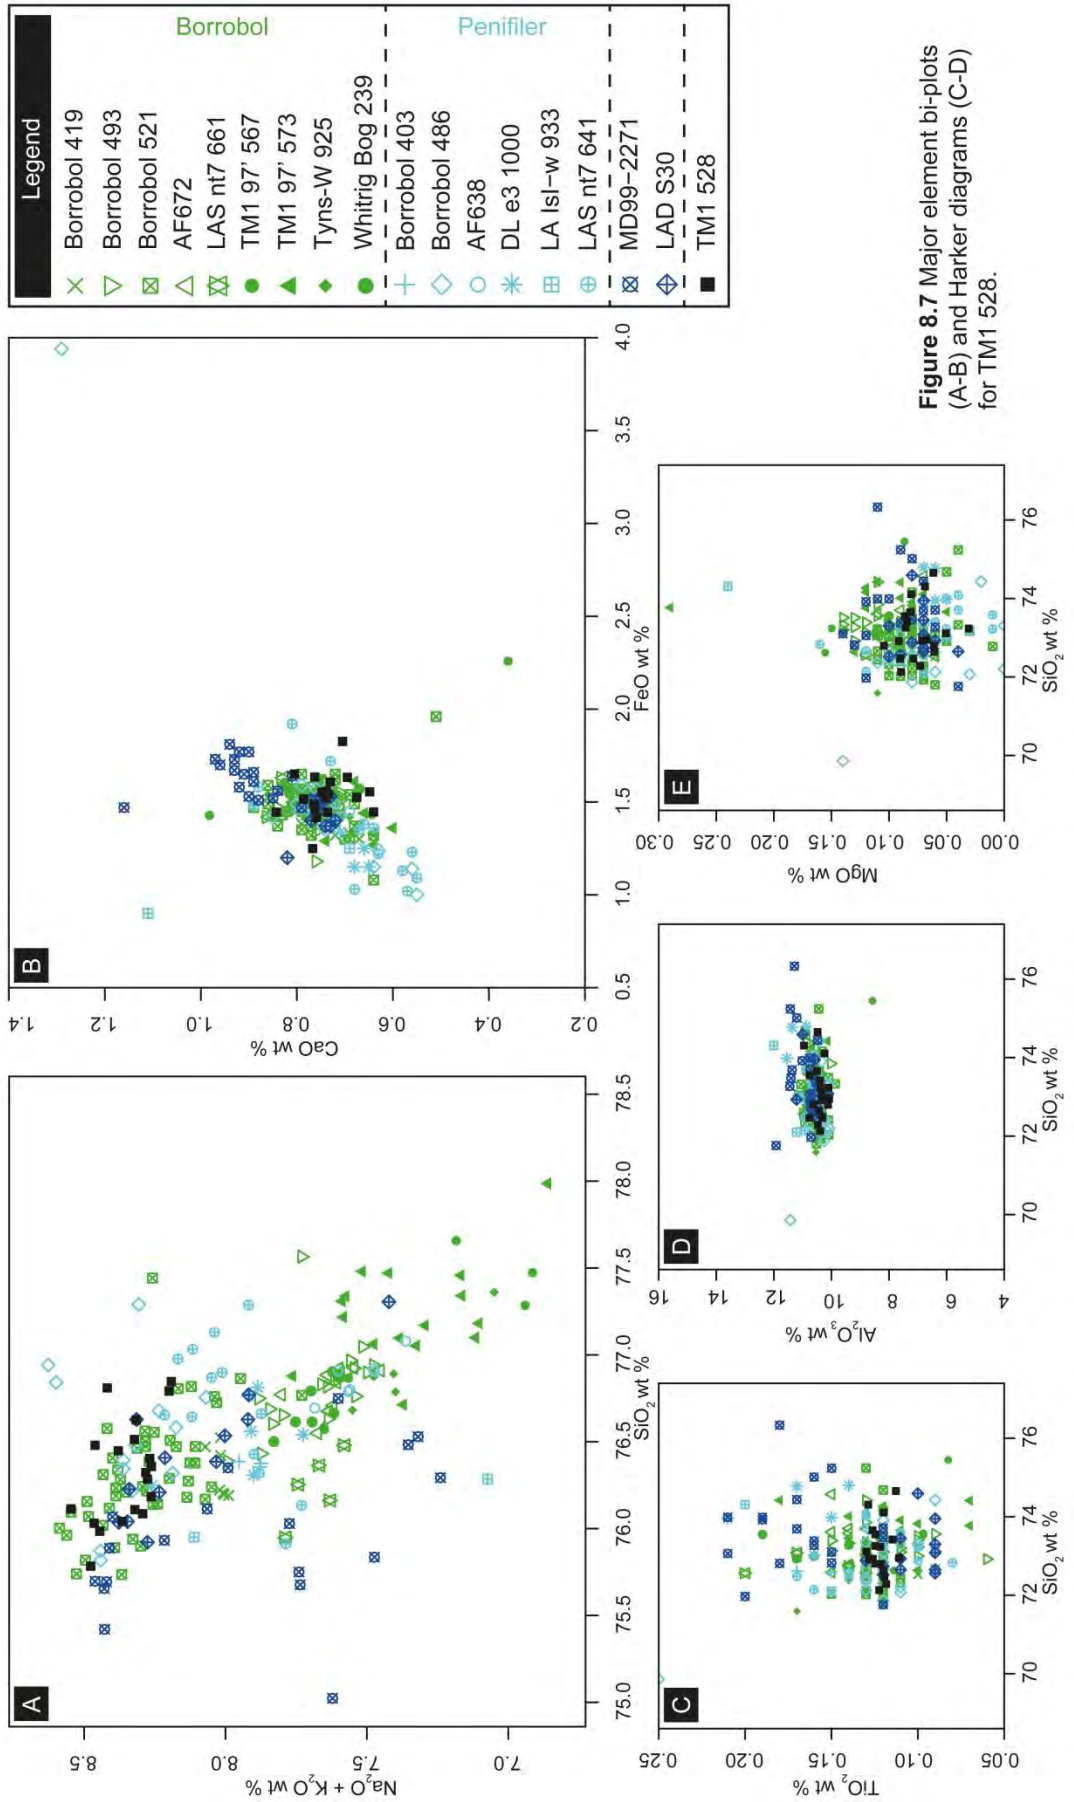 A
8.5
8.0
7.5
7.0
Na₂O + K₂O wt %
75.0
75.5
76.0
76.5
77.0
77.5
78.0
78.5
SiO₂ wt %
B
1.4
1.2
1.0
0.8
0.6
0.4
0.2
CaO wt %
0.5
1.0
1.5
2.0
2.5
3.0
3.5
4.0
FeO wt %
Legend
Borrobol
Borrobol 419
Borrobol 493
Borrobol 521
AF672
LAS nt7 661
TM1 97' 567
TM1 97' 573
Tyns-W 925
Whitrig Bog 239
Penifiler
Borrobol 403
Borrobol 486
AF638
DL e3 1000
LA lsl-w 933
LAS nt7 641
MD99-2271
LAD S30
TM1 528
C
0.25
0.20
0.15
0.10
0.05
TiO₂ wt %
70
72
74
76
SiO₂ wt %
D
16
14
12
10
8
6
4
Al₂O₃ wt %
70
72
74
76
SiO₂ wt %
E
0.30
0.25
0.20
0.15
0.10
0.05
0.00
MgO wt %
70
72
74
76
SiO₂ wt %
Figure 8.7 Major element bi-plots
(A-B) and Harker diagrams (C-D)
for TM1 528.